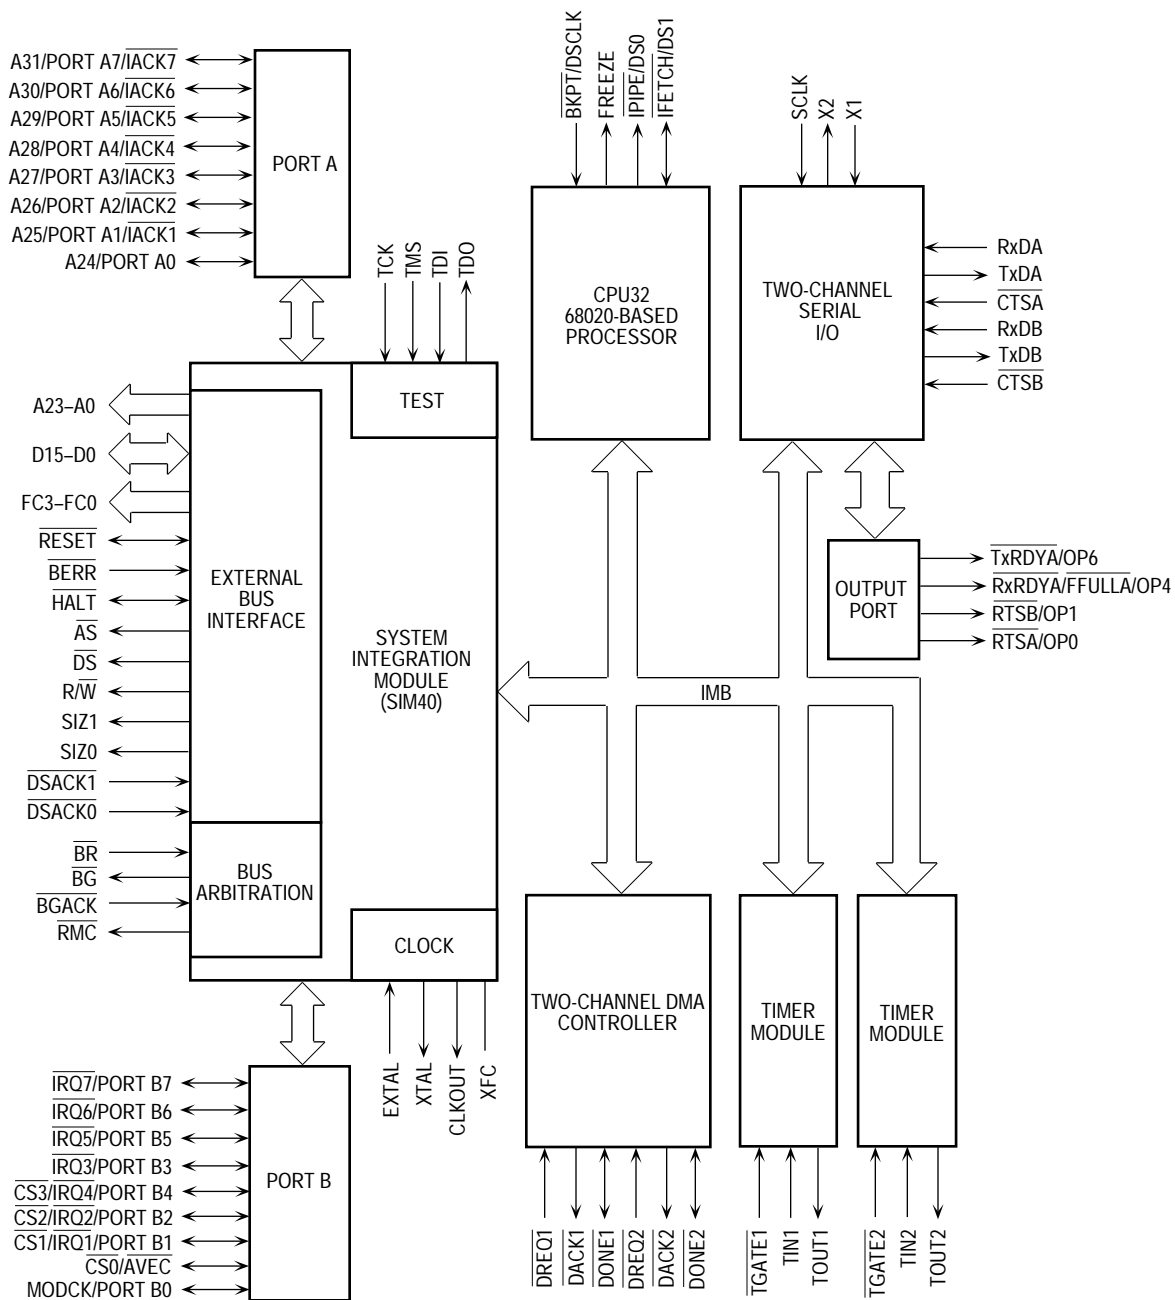 A31/PORT A7/IACK7
A30/PORT A6/IACK6
A29/PORT A5/IACK5
A28/PORT A4/IACK4
A27/PORT A3/IACK3
A26/PORT A2/IACK2
A25/PORT A1/IACK1
A24/PORT A0
PORT A
TCK
TMS
TDI
TDO
TEST
BKPT/DSCLK
FREEZE
IPIPE/DS0
IFETCH/DS1
CPU32
68020-BASED
PROCESSOR
SCLK
X2
X1
TWO-CHANNEL
SERIAL
I/O
RxDA
TxDA
CTSA
RxDB
TxDB
CTSB
A23–A0
D15–D0
FC3–FC0
RESET
BERR
HALT
AS
DS
R/W
SIZ1
SIZ0
DSACK1
DSACK0
BR
BG
BGACK
RMC
EXTERNAL
BUS
INTERFACE
BUS
ARBITRATION
SYSTEM
INTEGRATION
MODULE
(SIM40)
CLOCK
IMB
OUTPUT
PORT
TxRDYA/OP6
RxRDYA/FFULLA/OP4
RTSB/OP1
RTSA/OP0
EXTAL
XTAL
CLKOUT
XFC
TWO-CHANNEL DMA
CONTROLLER
TIMER
MODULE
TIMER
MODULE
IRQ7/PORT B7
IRQ6/PORT B6
IRQ5/PORT B5
IRQ3/PORT B3
CS3/IRQ4/PORT B4
CS2/IRQ2/PORT B2
CS1/IRQ1/PORT B1
CS0/AVEC
MODCK/PORT B0
PORT B
DREQ1
DACK1
DONE1
DREQ2
DACK2
DONE2
TGATE1
TIN1
TOUT1
TGATE2
TIN2
TOUT2